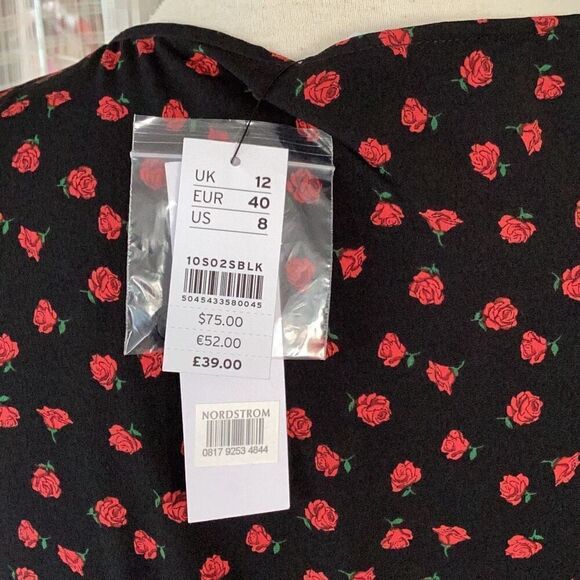 UK 12
EUR 40
US 8
10S02SBLK
5045433580045
$75.00
€52.00
£39.00
NORDSTROM
0817 9253 4844